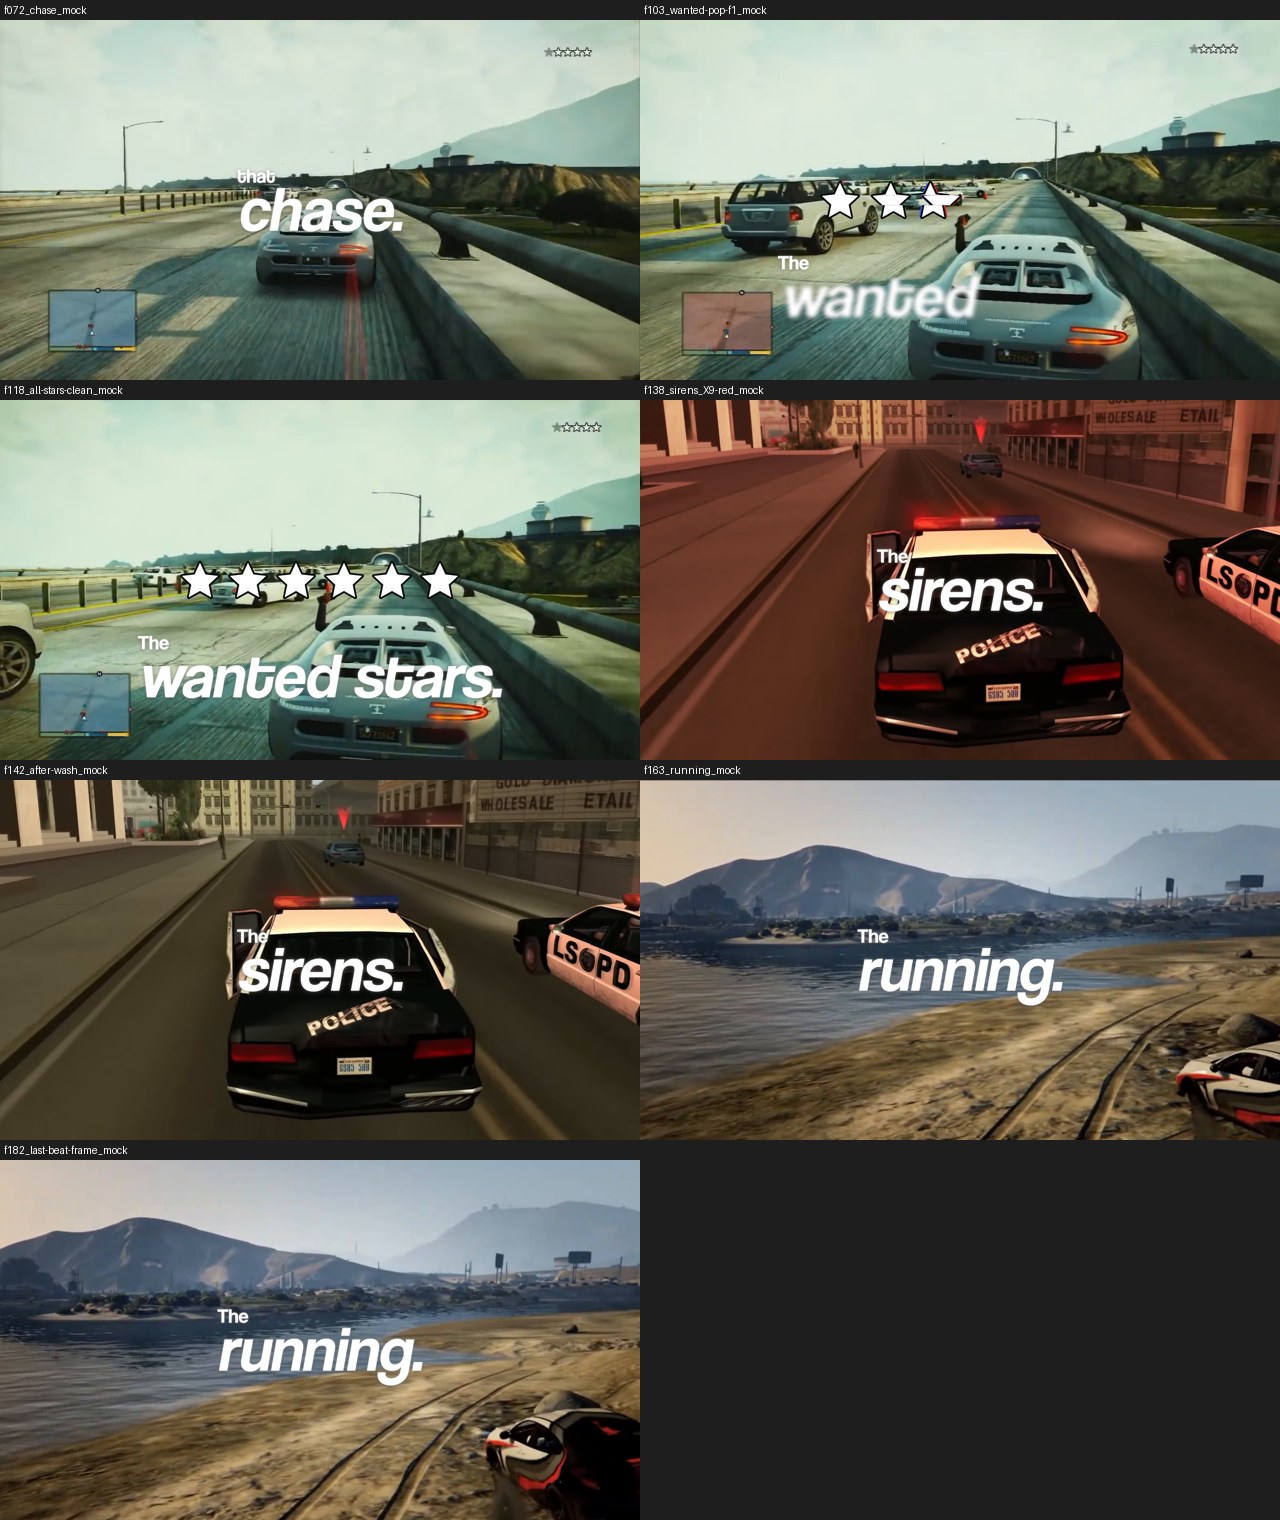 f072_chase_mock
that
chase.
f103_wanted-pop-f1_mock
The
wanted
f118_all-stars-clean_mock
The
wanted stars.
f138_sirens_X9-red_mock
WHOLESALE ETAIL
The
sirens.
LSPD
POLICE
f142_after-wash_mock
GOLD
WHOLESALE ETAIL
The
sirens.
LSPD
POLICE
f163_running_mock
The
running.
f182_last-beat-frame_mock
The
running.